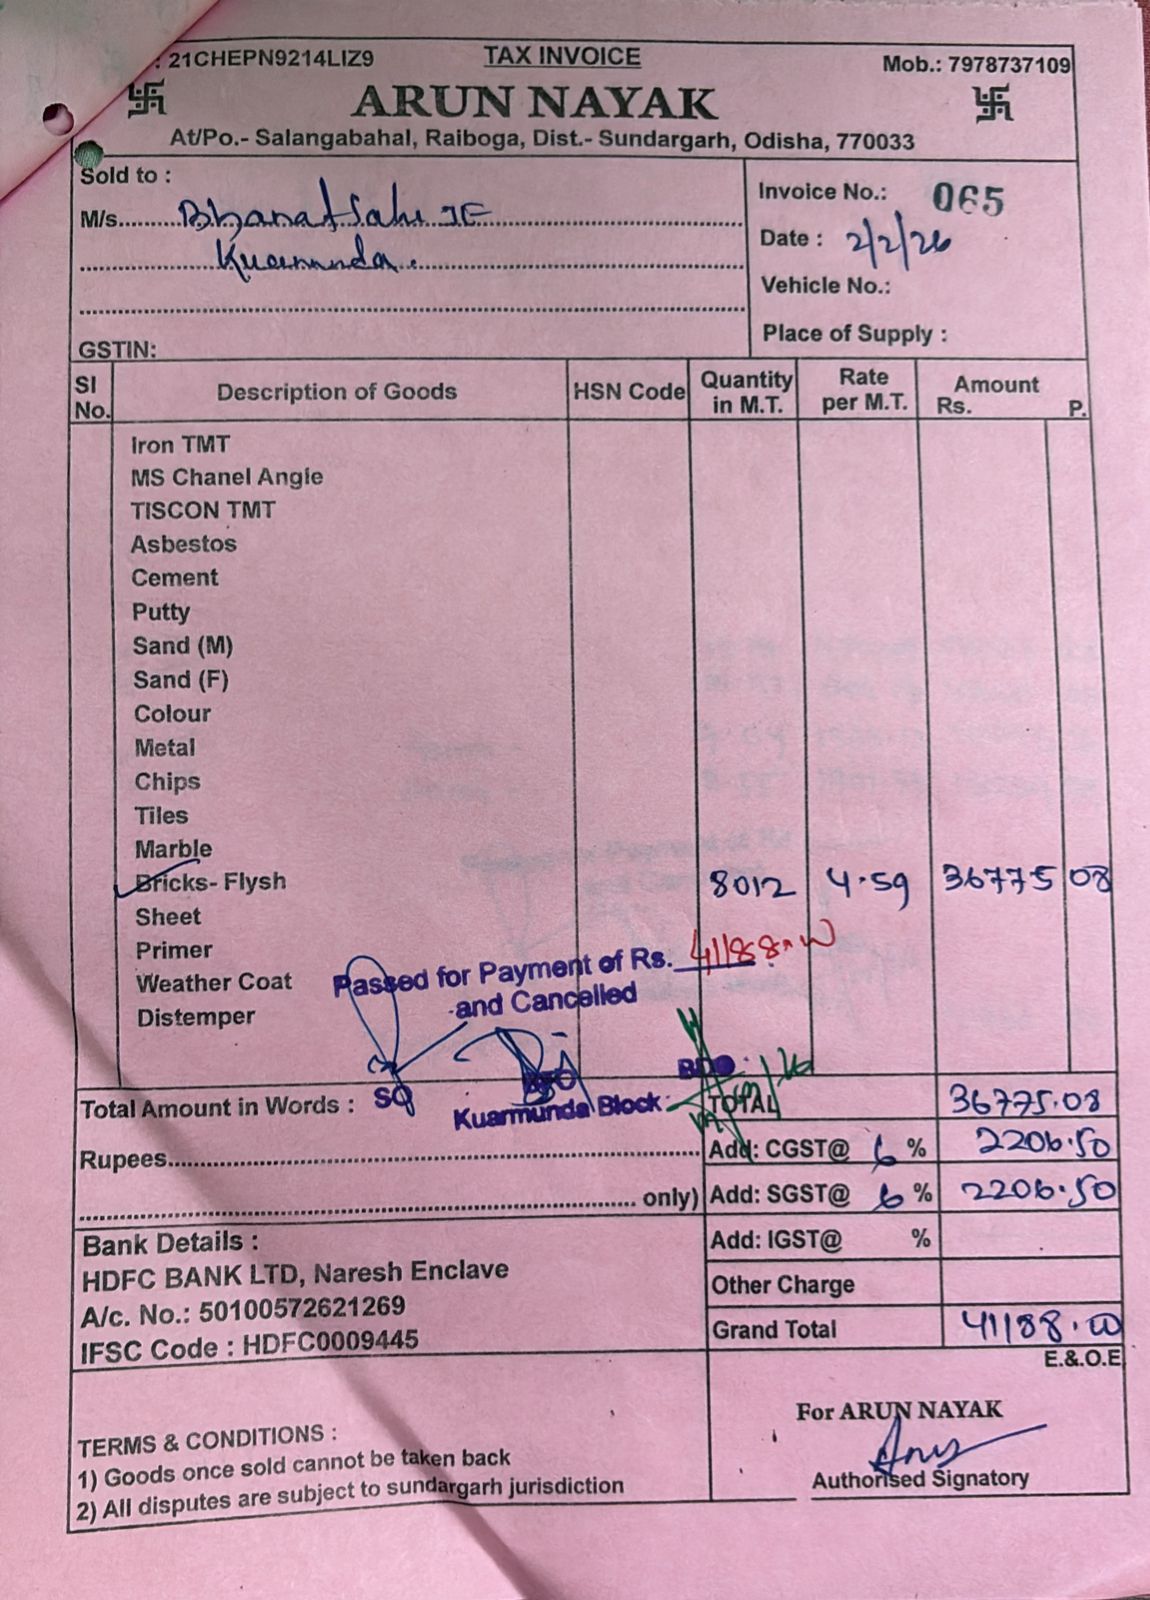 : 21CHEPN9214LIZ9
TAX INVOICE
Mob.: 7978737109
ARUN NAYAK
At/Po.- Salangabahal, Raiboga, Dist.- Sundargarh, Odisha, 770033
Sold to :
M/s. Bharat Sahu JE
Kuarmunda.
GSTIN:
Invoice No.: 065
Date : 2/2/26
Vehicle No.:
Place of Supply :
Sl No. Description of Goods HSN Code Quantity in M.T. Rate per M.T. Amount Rs. P.
Iron TMT
MS Chanel Angle
TISCON TMT
Asbestos
Cement
Putty
Sand (M)
Sand (F)
Colour
Metal
Chips
Tiles
Marble
Bricks- Flysh 8012 4.59 36775 08
Sheet
Primer
Weather Coat
Distemper
Passed for Payment of Rs. 41188.00
and Cancelled
SO BDO
Kuarmunda Block
Total Amount in Words :
Rupees
only)
TOTAL 36775.08
Add: CGST@ 6 % 2206.50
Add: SGST@ 6 % 2206.50
Add: IGST@ %
Other Charge
Grand Total 41188.00
E.&.O.E
Bank Details :
HDFC BANK LTD, Naresh Enclave
A/c. No.: 50100572621269
IFSC Code : HDFC0009445
TERMS & CONDITIONS :
1) Goods once sold cannot be taken back
2) All disputes are subject to sundargarh jurisdiction
For ARUN NAYAK
Authorised Signatory